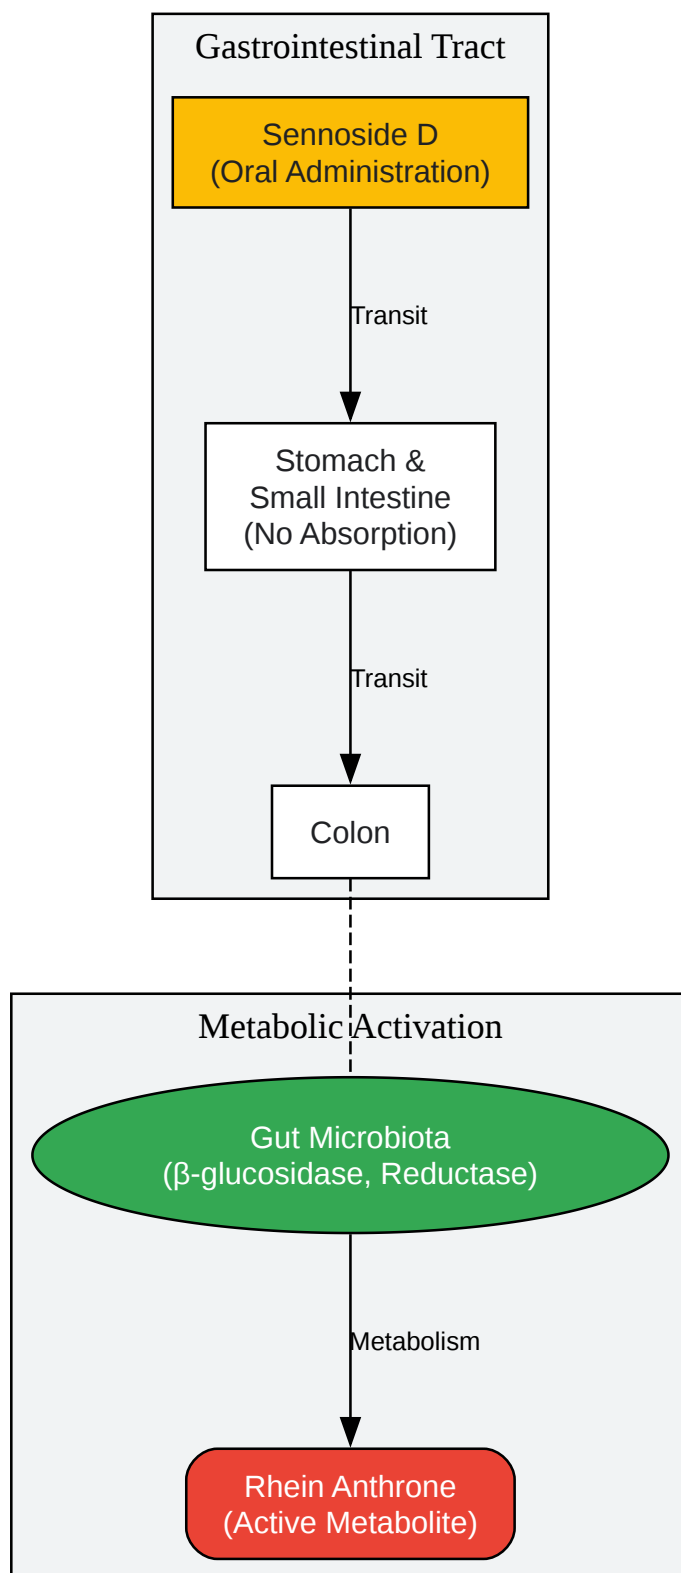 Gastrointestinal Tract
Sennoside D
(Oral Administration)
Transit
Stomach &
Small Intestine
(No Absorption)
Transit
Colon
Metabolic Activation
Gut Microbiota
(β-glucosidase, Reductase)
Metabolism
Rhein Anthrone
(Active Metabolite)